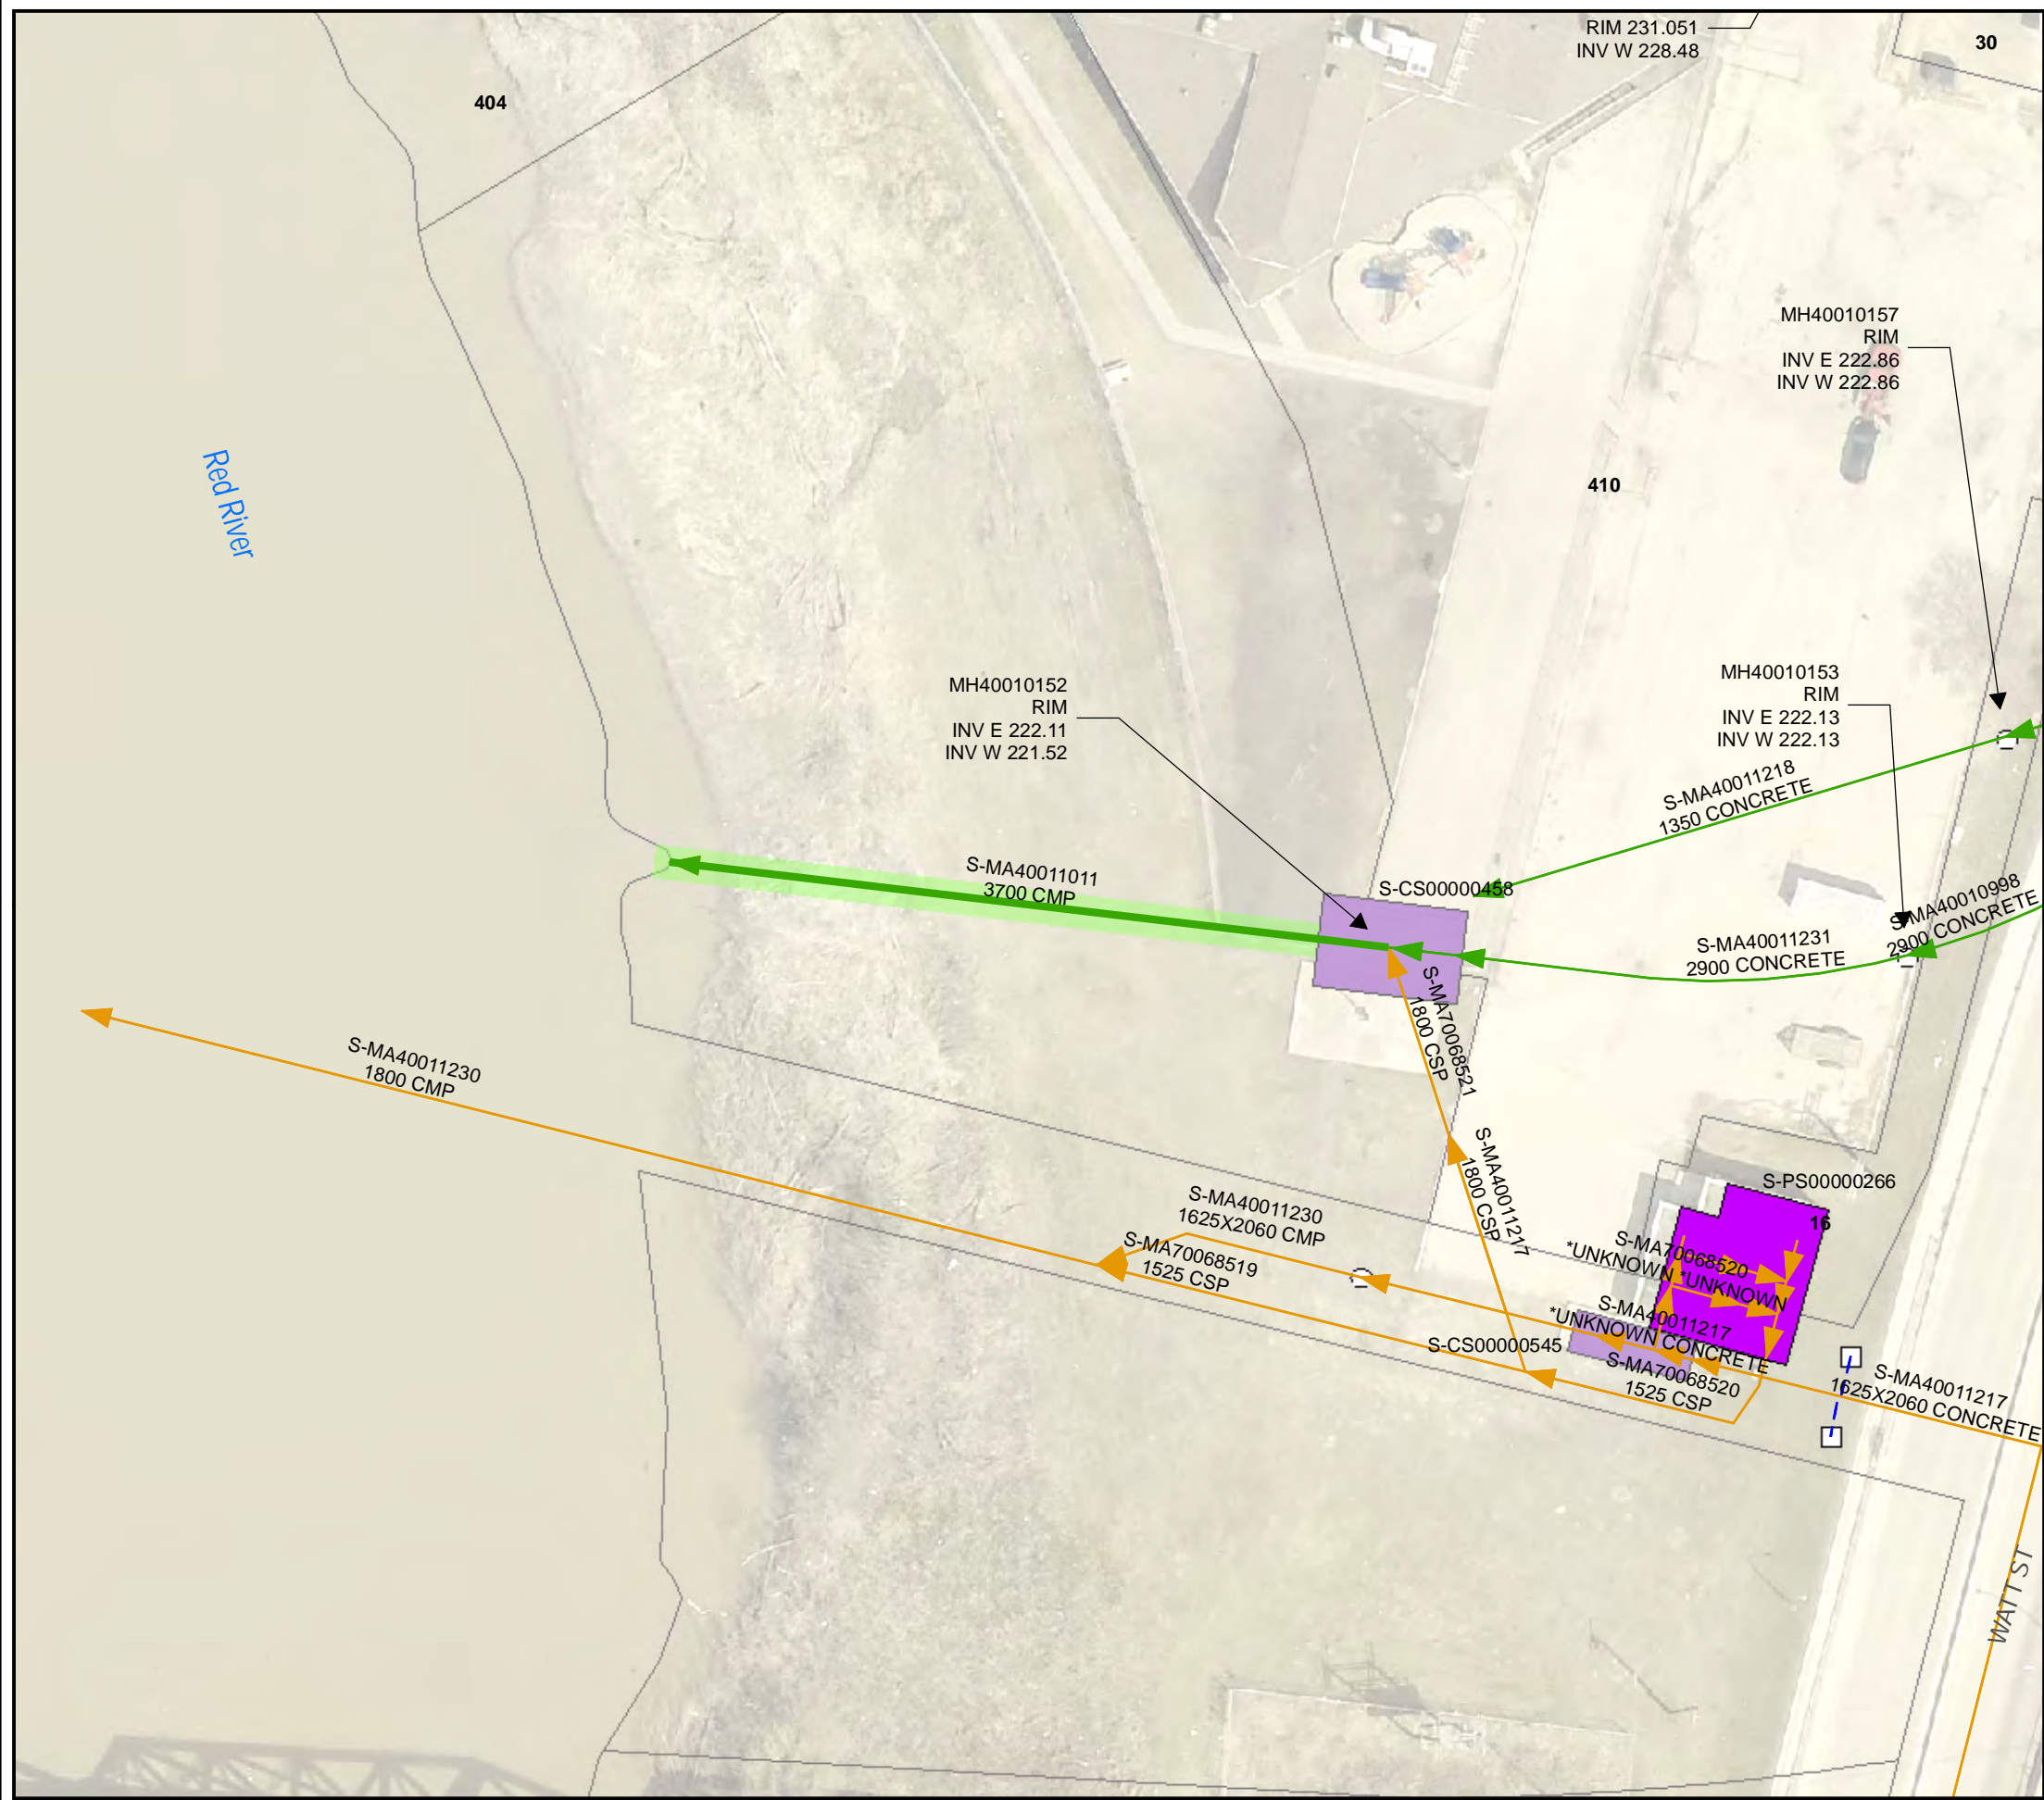 RIM 231.051
INV W 228.48
30
404
MH40010157
RIM
INV E 222.86
INV W 222.86
Red River
410
MH40010152
RIM
INV E 222.11
INV W 221.52
MH40010153
RIM
INV E 222.13
INV W 222.13
S-MA40011218
1350 CONCRETE
S-MA40011011
3700 CMP
S-CS00000458
S-MA40010998
2900 CONCRETE
S-MA40011231
2900 CONCRETE
S-MA70068521
1800 CSP
S-MA40011230
1800 CMP
S-MA40011217
1800 CSP
S-PS00000266
16
S-MA40011230
1625X2060 CMP
S-MA70068519
1525 CSP
S-MA70068520
*UNKNOWN
*UNKNOWN
S-MA40011217
*UNKNOWN CONCRETE
S-CS00000545
S-MA70068520
1525 CSP
S-MA40011217
1625X2060 CONCRETE
WATT ST